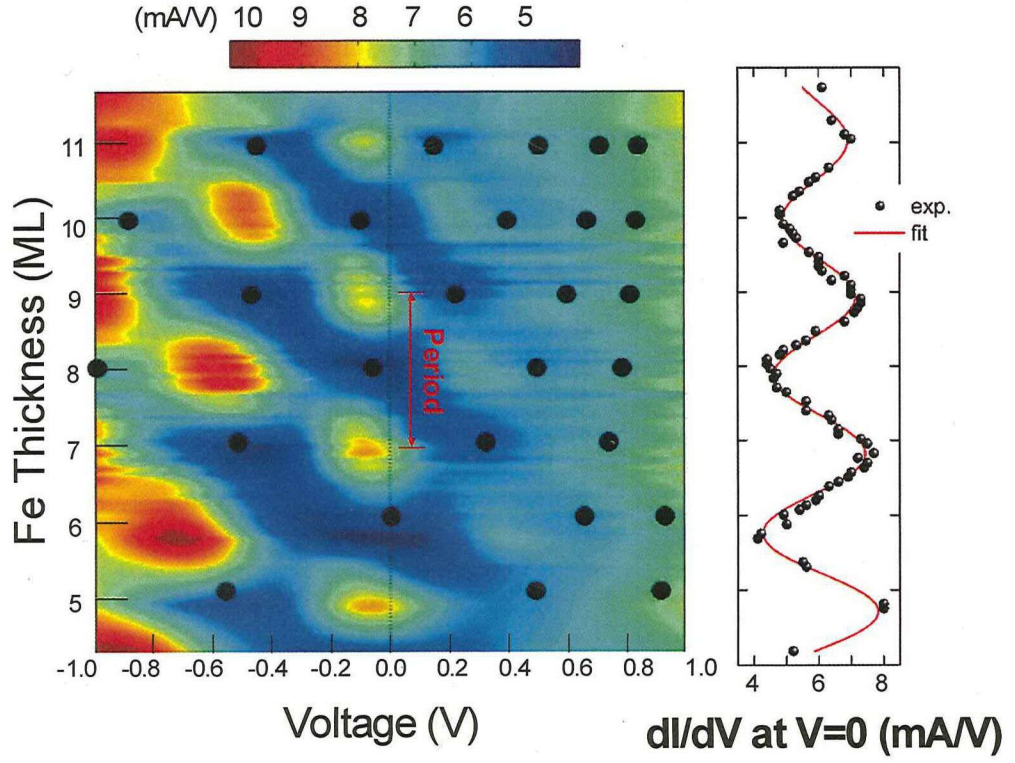 (mA/V) 10 9 8 7 6 5
11
10
9
8
7
6
5
Fe Thickness (ML)
Period
-1.0 -0.8 -0.6 -0.4 -0.2 0.0 0.2 0.4 0.6 0.8 1.0
Voltage (V)
exp.
fit
4 6 8
dI/dV at V=0 (mA/V)